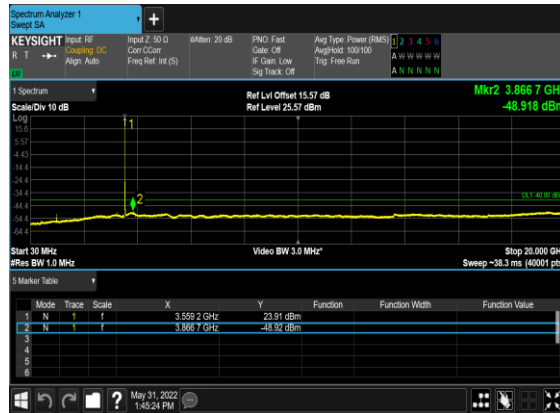 Spectrum Analyzer 1
Swept SA
+
KEYSIGHT Input: RF Input Z: 50 Ω #Atten: 20 dB PNO: Fast Avg Type: Power (RMS) 1 2 3 4 5 6
R T Coupling: DC Corr CCorr Gate: Off Avg|Hold: 100/100 A W W W W W
Align: Auto Freq Ref: Int (S) IF Gain: Low Trig: Free Run
Sig Track: Off A N N N N N
1 Spectrum Ref Lvl Offset 15.57 dB Mkr2 3.866 7 GHz
Scale/Div 10 dB Ref Level 25.57 dBm -48.918 dBm
Log
15.6
5.57
-4.43
-14.4
-24.4
-34.4
-44.4
-54.4
-64.4
1
2
DL1 -40.00 dBm
Start 30 MHz Video BW 3.0 MHz* Stop 20.000 GHz
#Res BW 1.0 MHz Sweep ~38.3 ms (40001 pts)
5 Marker Table
Mode Trace Scale X Y Function Function Width Function Value
1 N 1 f 3.559 2 GHz 23.91 dBm
2 N 1 f 3.866 7 GHz -48.92 dBm
3
4
5
6
? May 31, 2022
1:45:24 PM